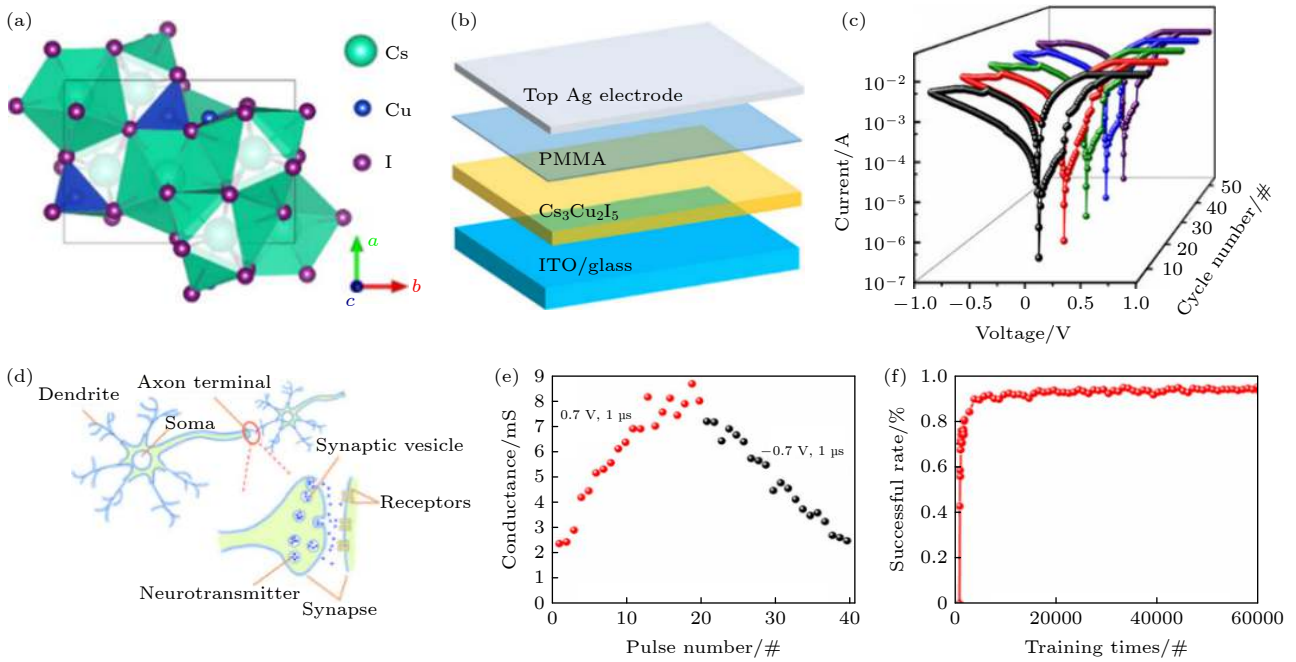 (a)
Cs
Cu
I
a
b
c
(b)
Top Ag electrode
PMMA
Cs₃Cu₂I₅
ITO/glass
(c)
Current/A
10⁻²
10⁻³
10⁻⁴
10⁻⁵
10⁻⁶
10⁻⁷
−1.0 −0.5 0 0.5 1.0
Voltage/V
10 20 30 40 50
Cycle number/#
(d)
Dendrite
Axon terminal
Soma
Synaptic vesicle
Receptors
Neurotransmitter
Synapse
(e)
Conductance/mS
9
8
7
6
5
4
3
2
1
0
0.7 V, 1 μs
−0.7 V, 1 μs
0 10 20 30 40
Pulse number/#
(f)
Successful rate/%
1.0
0.8
0.6
0.4
0.2
0
0 20000 40000 60000
Training times/#